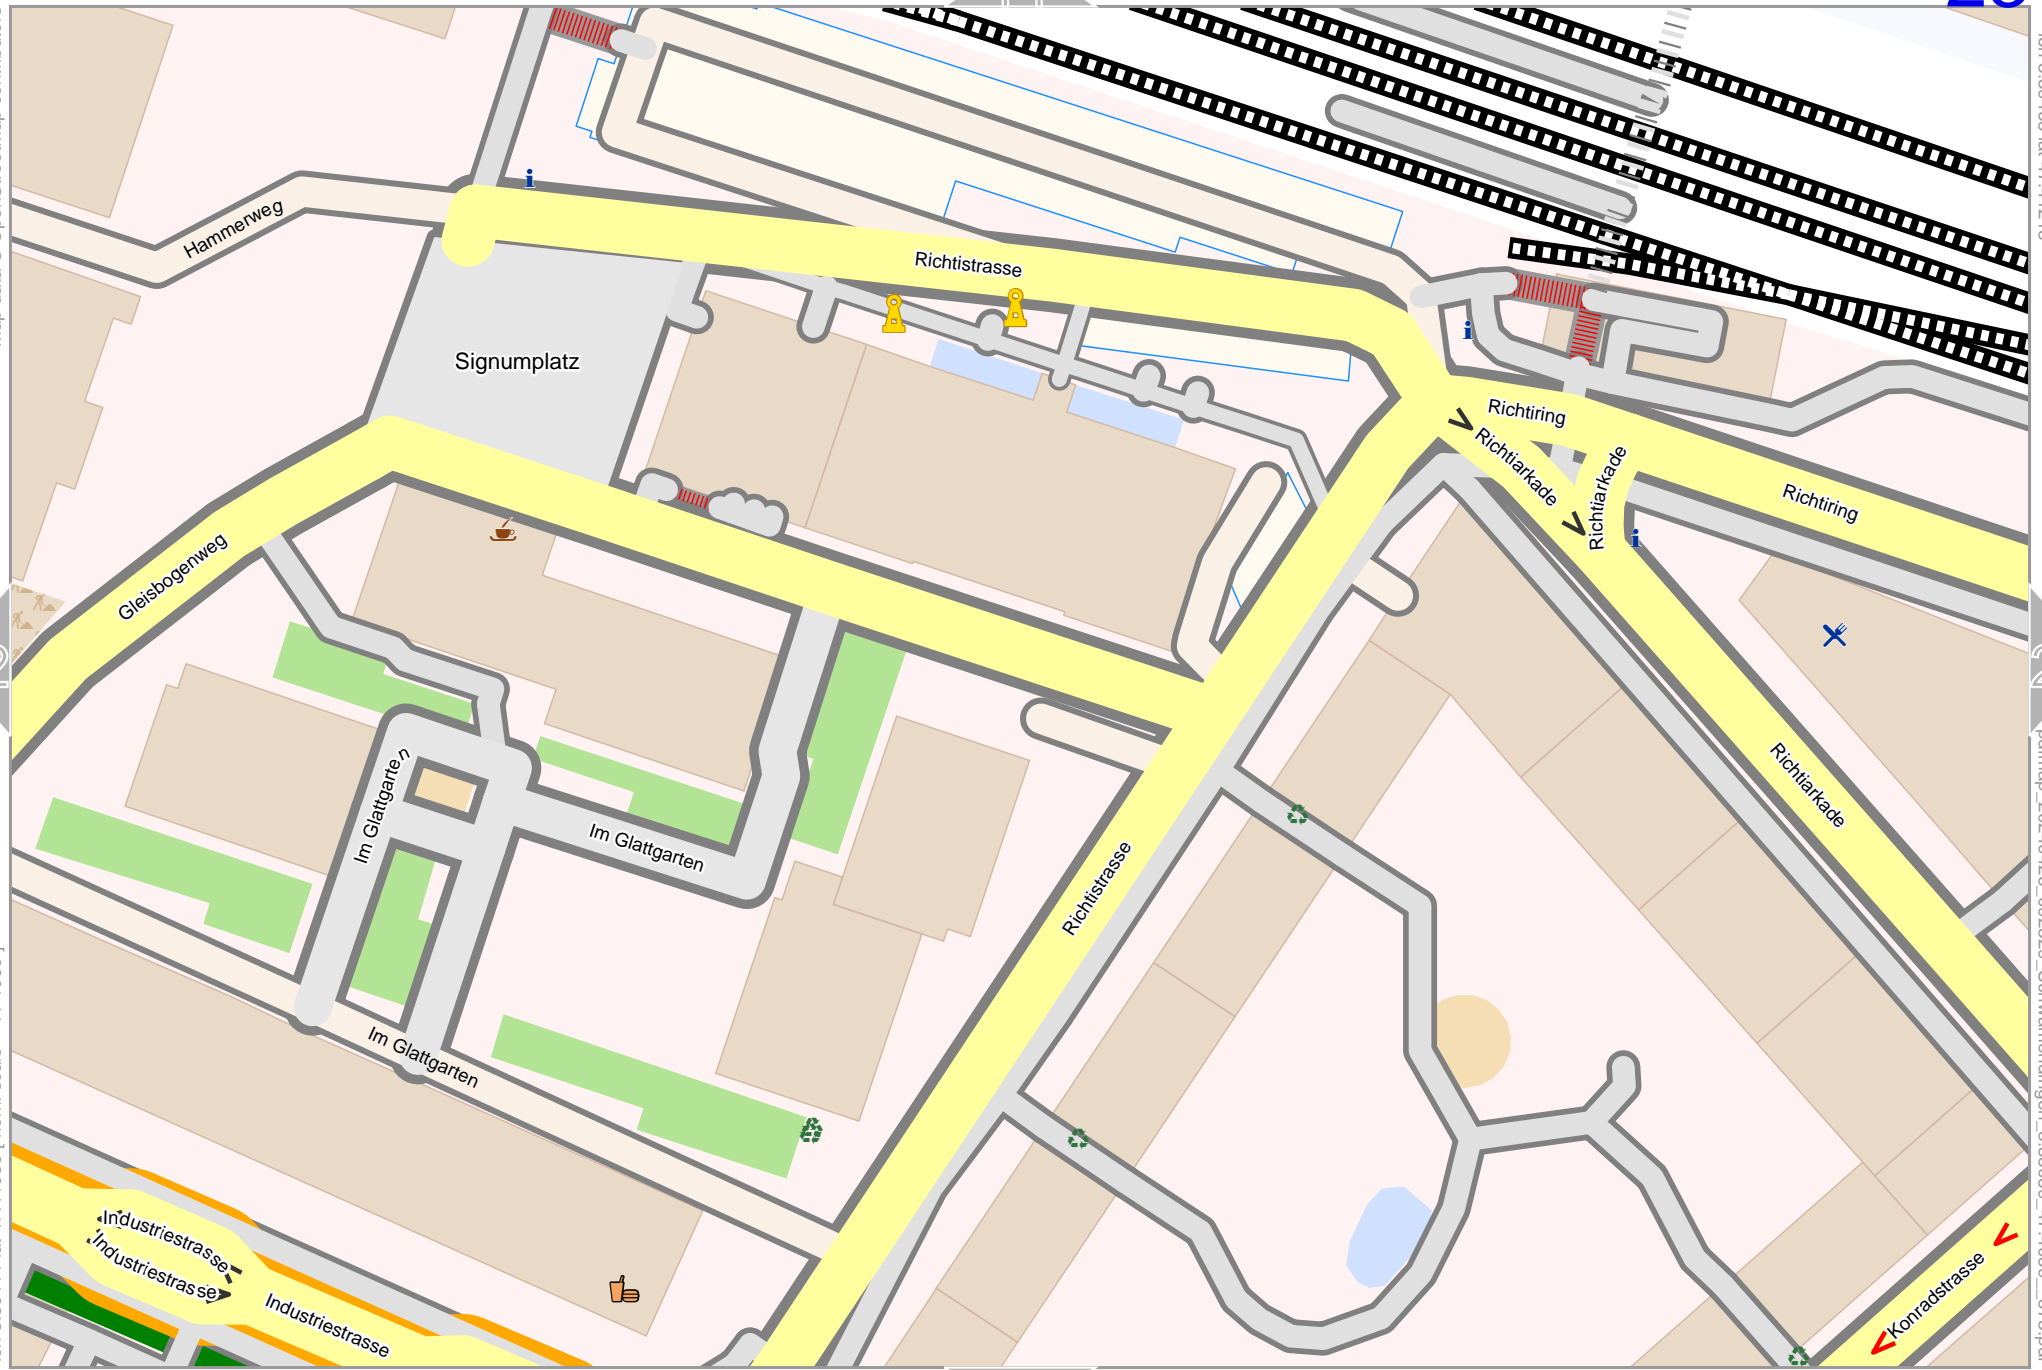 Hammerweg
Richtistrasse
Signumplatz
Richtiring
Richtiarkade
Richtiarkade
Richtiring
Gleisbogenweg
Im Glattgarten
Im Glattgarten
Richtiarkade
Richtistrasse
Im Glattgarten
Industriestrasse
Industriestrasse
Industriestrasse
Konradstrasse